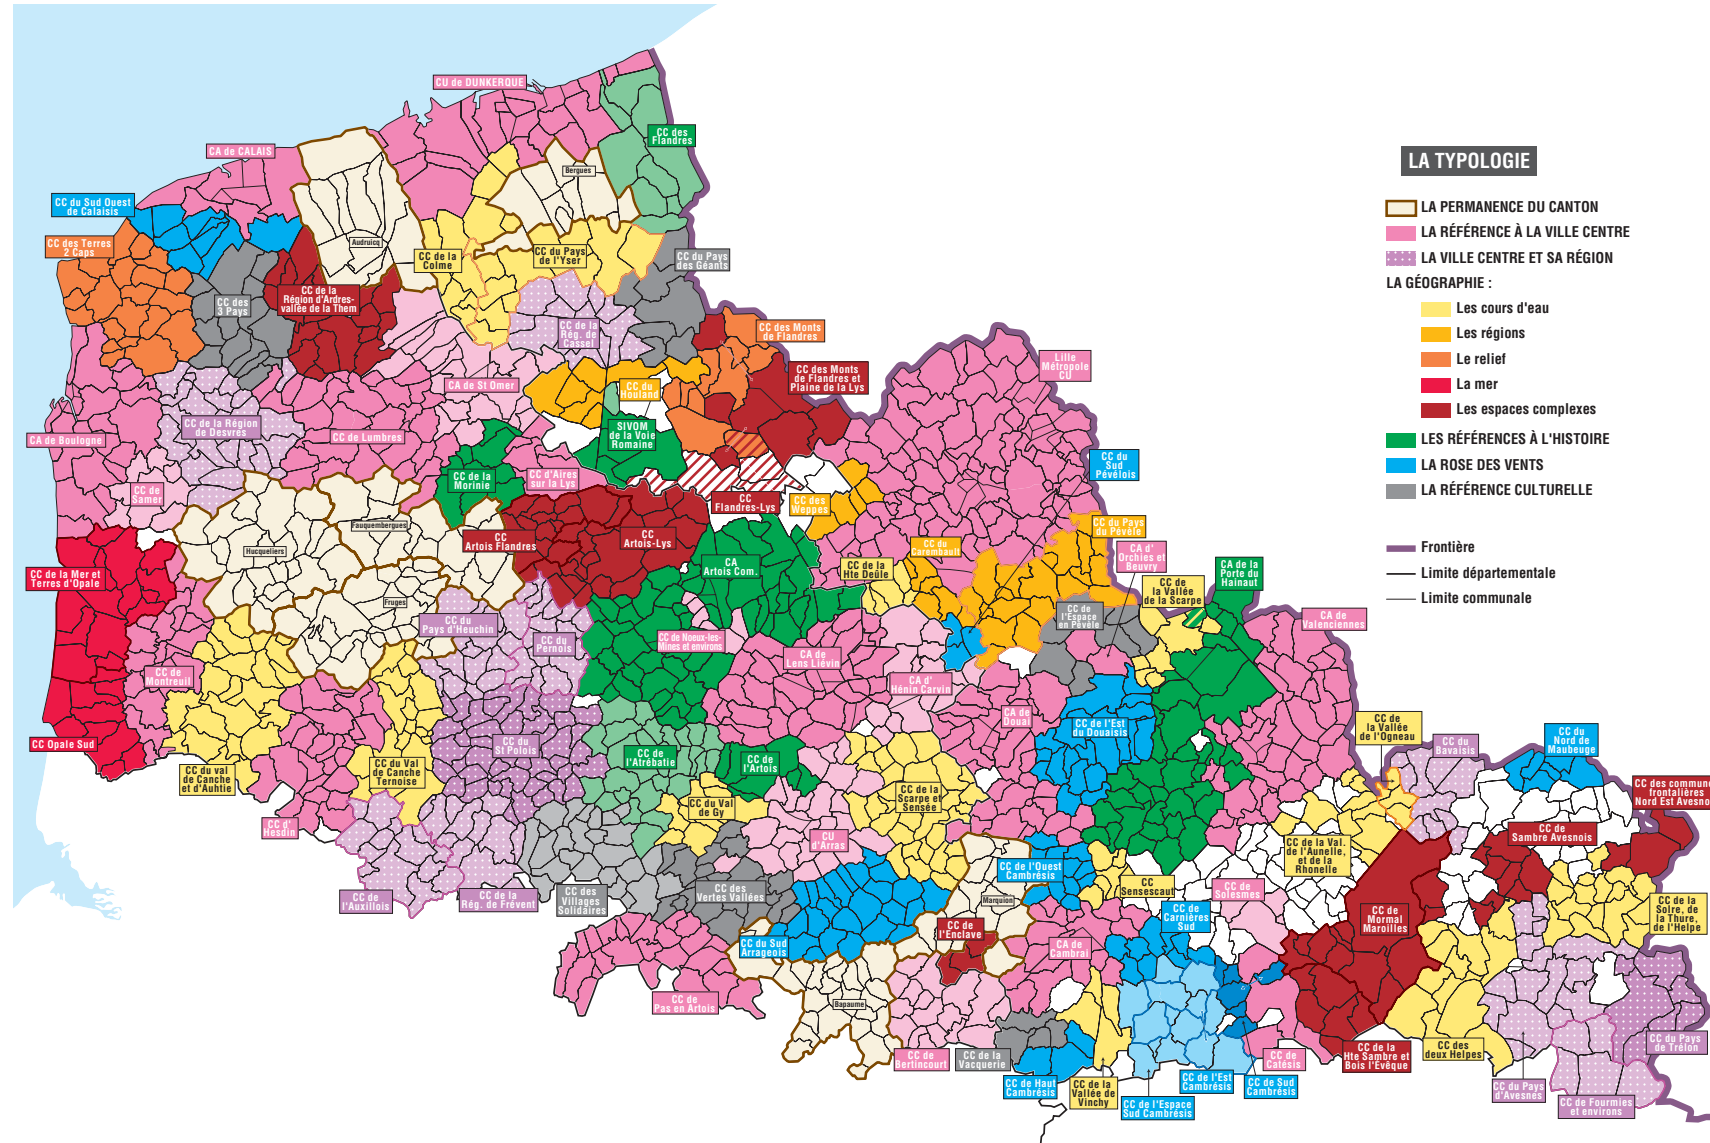 CU de DUNKERQUE
CC des
Flandres
CA de CALAIS
Bergues
LA TYPOLOGIE
CC du Sud Ouest
de Calaisis
LA PERMANENCE DU CANTON
LA RÉFÉRENCE À LA VILLE CENTRE
LA VILLE CENTRE ET SA RÉGION
LA GÉOGRAPHIE :
Les cours d'eau
Les régions
Le relief
La mer
Les espaces complexes
LES RÉFÉRENCES À L'HISTOIRE
LA ROSE DES VENTS
LA RÉFÉRENCE CULTURELLE
Frontière
Limite départementale
Limite communale
CC des Terres
2 Caps
Audruicq
CC de la
Colme
CC du Pays
de l'Yser
CC du Pays
des Géants
CC des
3 Pays
CC de la
Région d'Ardres-
vallée de la Them
CC de la
Rég. de
Cassel
CC des Monts
de Flandres
Lille
Métropole
CU
CC des Monts
de Flandres et
Plaine de la Lys
CA de St Omer
CC du
Houland
CC de la Région
de Desvres
CC de Lumbres
SIVOM
de la Voie
Romaine
CA de Boulogne
CC du
Sud
Pévélois
CC de
Samer
CC de la
Morinie
CC d'Aires
sur la Lys
CC
Flandres-Lys
CC des
Weppes
Fauquembergues
Hucqueliers
CC
Artois Flandres
CC
Artois-Lys
CA
Artois Com.
CC du
Carembault
CC du Pays
du Pévèle
CA d'
Orchies et
Beuvry
CC de la
Hte Deûle
CC de la Mer et
Terres d'Opale
Fruges
CC de
la Vallée
de la Scarpe
CA de la
Porte du
Hainaut
CC de
l'Espace
en Pévèle
CA de
Valenciennes
CC du
Pays d'Heuchin
CC du
Pernois
CC de Noeux-les-
Mines et environs
CA de
Lens Liévin
CC de
Montreuil
CA d'
Hénin Carvin
CA de
Douai
CC de l'Est
du Douaisis
CC de
la Vallée
de l'Ogneau
CC du
Bavaisis
CC du
Nord de
Maubeuge
CC Opale Sud
CC du
St Polois
CC de
l'Atrébatie
CC de
l'Artois
CC du val
de Canche
et d'Authie
CC du Val
de Canche
Ternoise
CC du Val
de Gy
CC de la
Scarpe et
Sensée
CC des commun
frontalières
Nord Est Avesno
CC d'
Hesdin
CU
d'Arras
CC de
Sambre Avesnois
CC de la Val.
de l'Aunelle,
et de la
Rhonelle
CC de l'Ouest
Cambrésis
CC
Sensescaut
CC de
Solesmes
CC de
l'Auxillois
CC de la
Rég. de Frévent
CC des
Villages
Solidaires
CC des
Vertes Vallées
Marquion
CC de
Carnières
Sud
CC de
Mormal
Maroilles
CC de la
Solre, de
la Thure,
de l'Helpe
CC du Sud
Arrageois
CC de
l'Enclave
CA de
Cambrai
CC de
Pas en Artois
Bapaume
CC de
Bertincourt
CC de la
Vacquerie
CC de
Catésis
CC de la
Hte Sambre et
Bois l'Evêque
CC des
deux Helpes
CC du Pays
de Trélon
CC de Haut
Cambrésis
CC de la
Vallée de
Vinchy
CC de l'Espace
Sud Cambrésis
CC de l'Est
Cambrésis
CC de Sud
Cambrésis
CC du Pays
d'Avesnes
CC de Fourmies
et environs